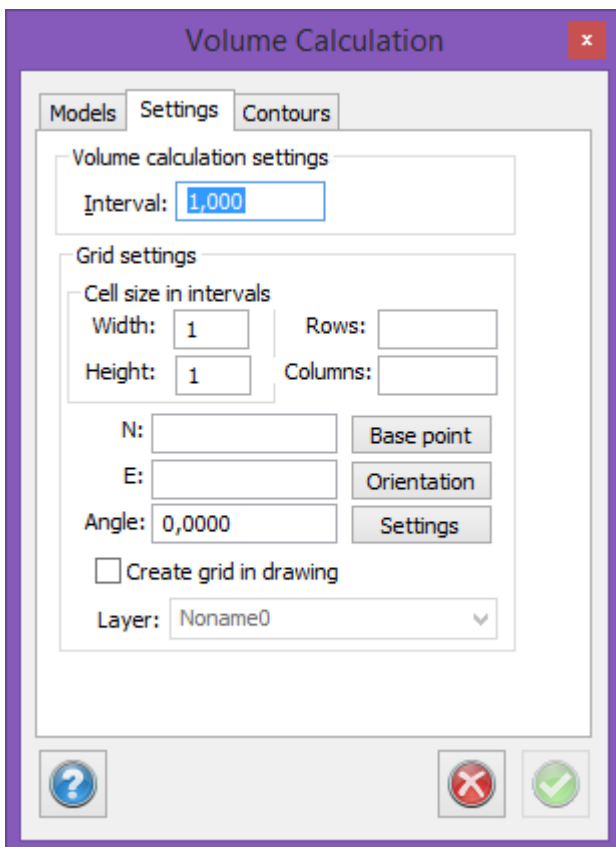 Volume Calculation
x
Models Settings Contours
Volume calculation settings
Interval: 1,000
Grid settings
Cell size in intervals
Width: 1 Rows:
Height: 1 Columns:
N: Base point
E: Orientation
Angle: 0,0000 Settings
Create grid in drawing
Layer: Noname0
?